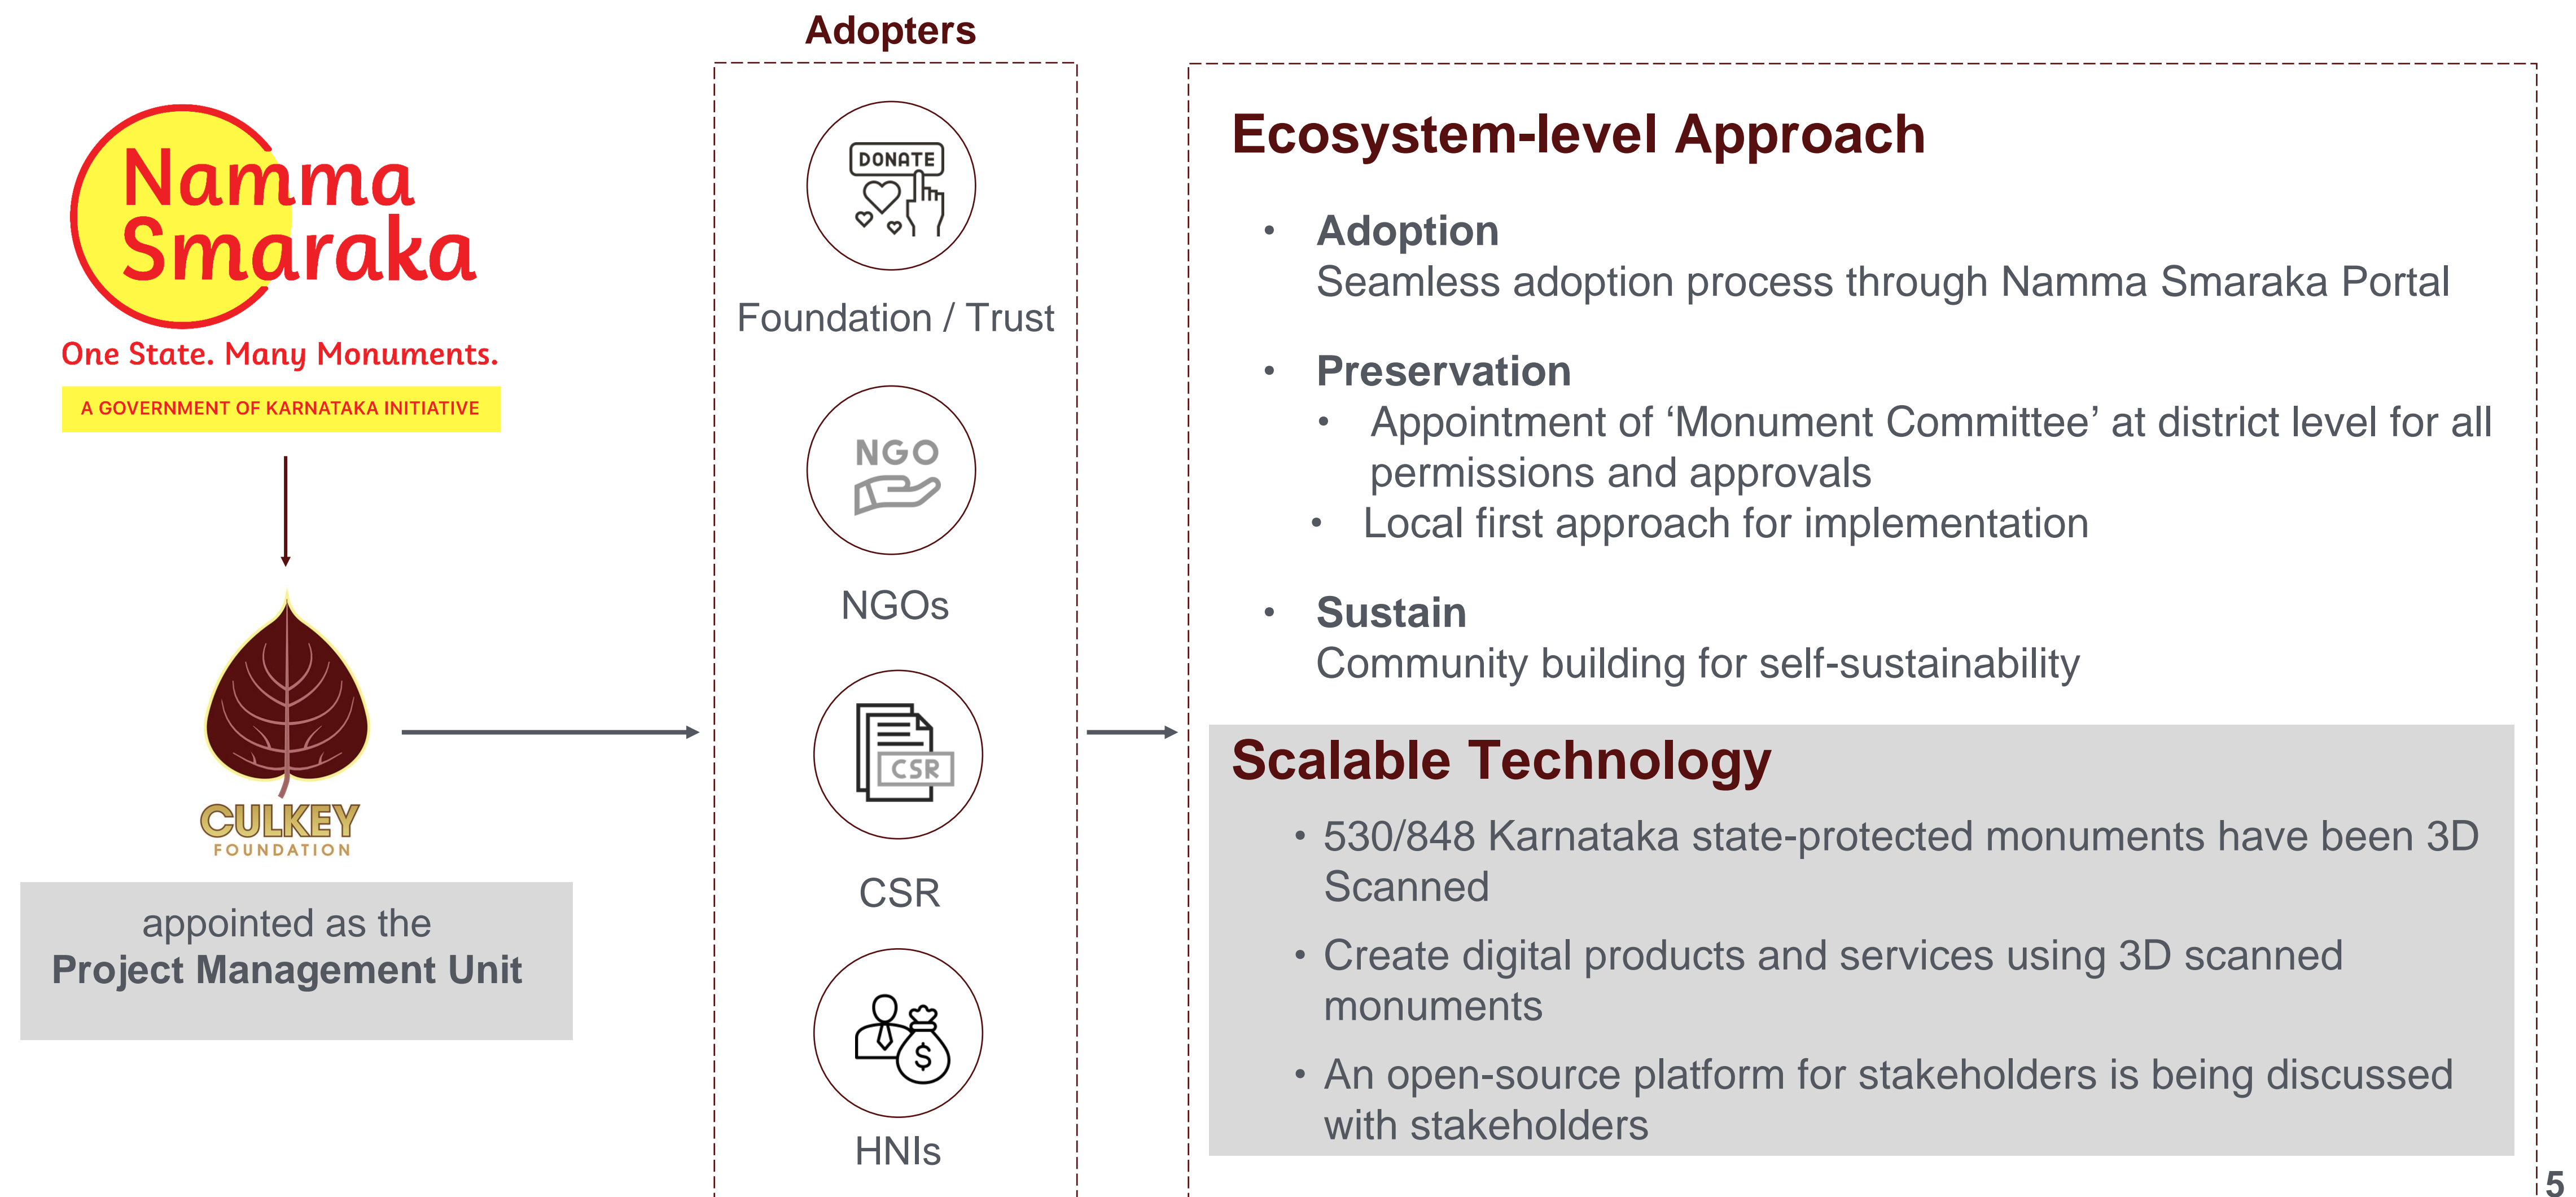 Namma
Smaraka
One State. Many Monuments.
A GOVERNMENT OF KARNATAKA INITIATIVE
CULKEY
FOUNDATION
appointed as the
Project Management Unit
Adopters
DONATE
Foundation / Trust
NGO
NGOs
CSR
CSR
$
HNIs
Ecosystem-level Approach
• Adoption
Seamless adoption process through Namma Smaraka Portal
• Preservation
• Appointment of ‘Monument Committee’ at district level for all
permissions and approvals
• Local first approach for implementation
• Sustain
Community building for self-sustainability
Scalable Technology
• 530/848 Karnataka state-protected monuments have been 3D
Scanned
• Create digital products and services using 3D scanned
monuments
• An open-source platform for stakeholders is being discussed
with stakeholders
5